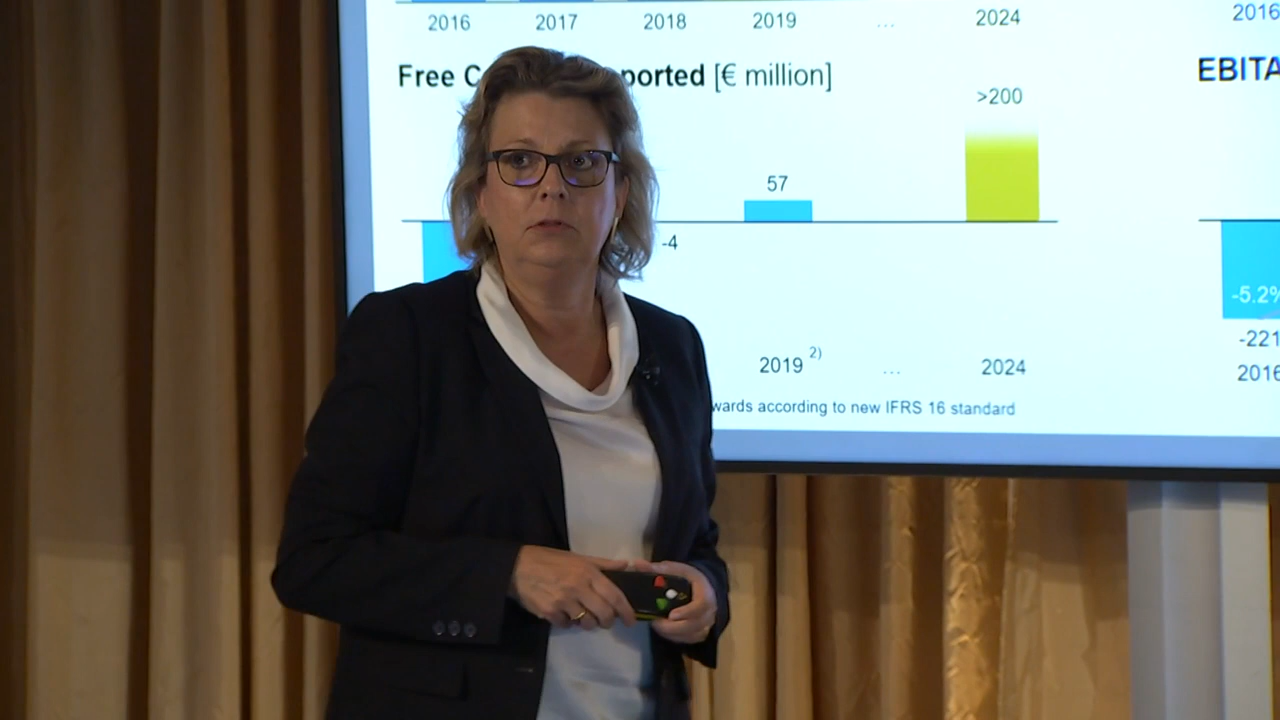 2016 2017 2018 2019 ... 2024 2016
Free C ported [€ million] EBITA
>200
57
-4
-5.2%
-221
2019 2) ... 2024 2016
wards according to new IFRS 16 standard